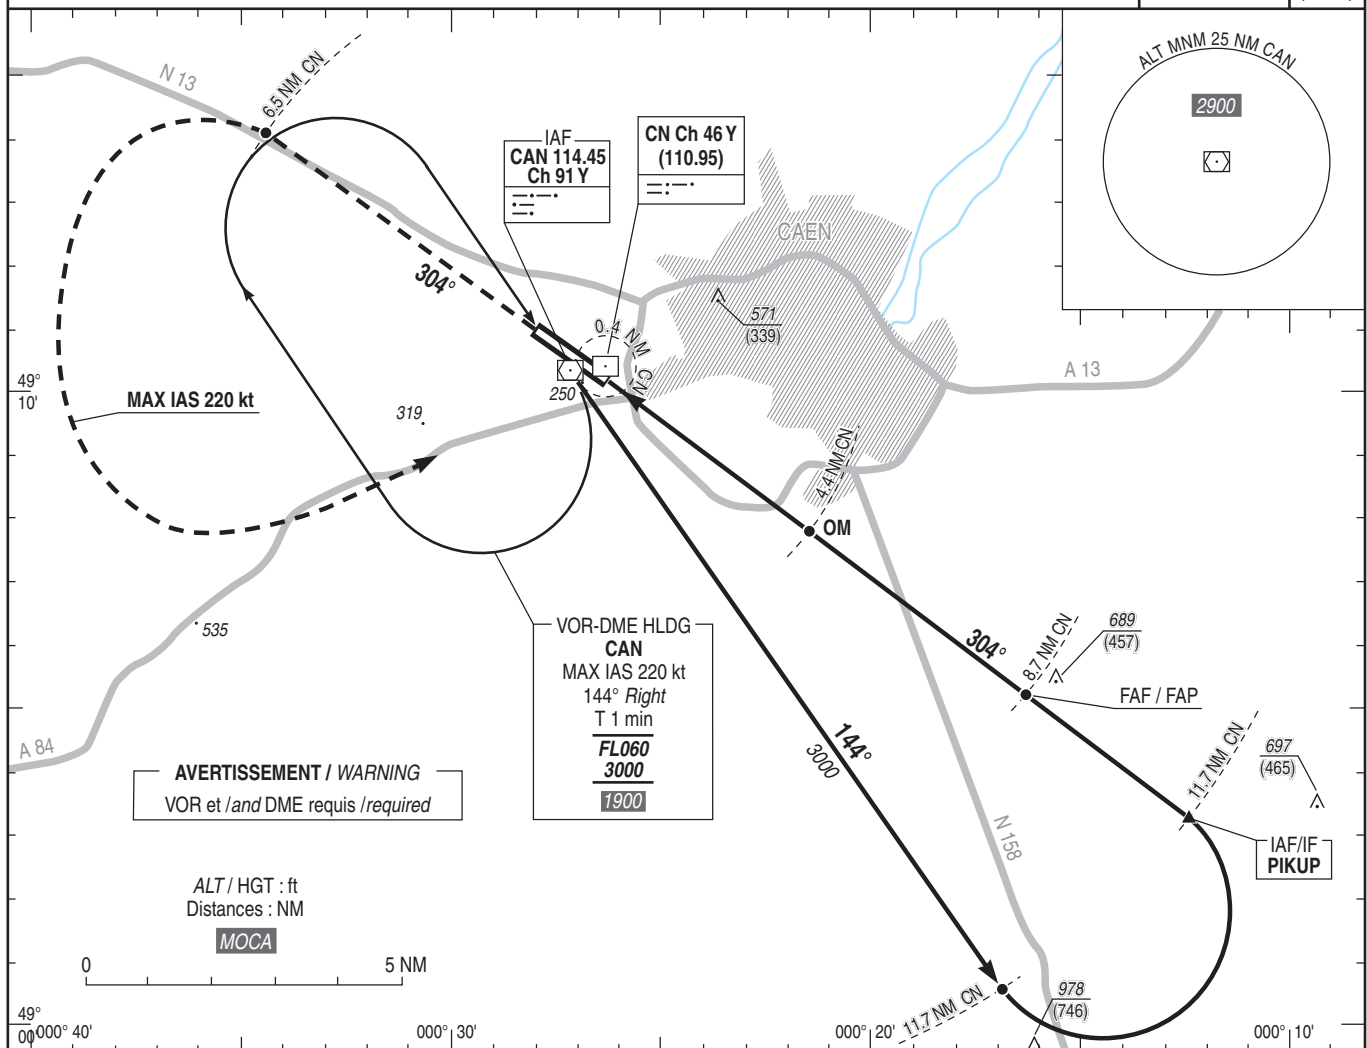 ALT MNM 25 NM CAN
2900
N 13
6.5 NM CN
IAF
CAN 114.45
Ch 91 Y
CN Ch 46 Y
(110.95)
CAEN
304°
0.4 NM CN
571
(339)
A 13
49°
10'
MAX IAS 220 kt
319
250
4.4 NM CN
OM
535
VOR-DME HLDG
CAN
MAX IAS 220 kt
144° Right
T 1 min
FL060
3000
1900
304°
8.7 NM CN
689
(457)
FAF / FAP
144°
3000
11.7 NM CN
697
(465)
A 84
AVERTISSEMENT / WARNING
VOR et /and DME requis /required
N 158
IAF/IF
PIKUP
ALT / HGT : ft
Distances : NM
MOCA
0
5 NM
11.7 NM CN
978
(746)
49°
00'
000° 40'
000° 30'
000° 20'
000° 10'